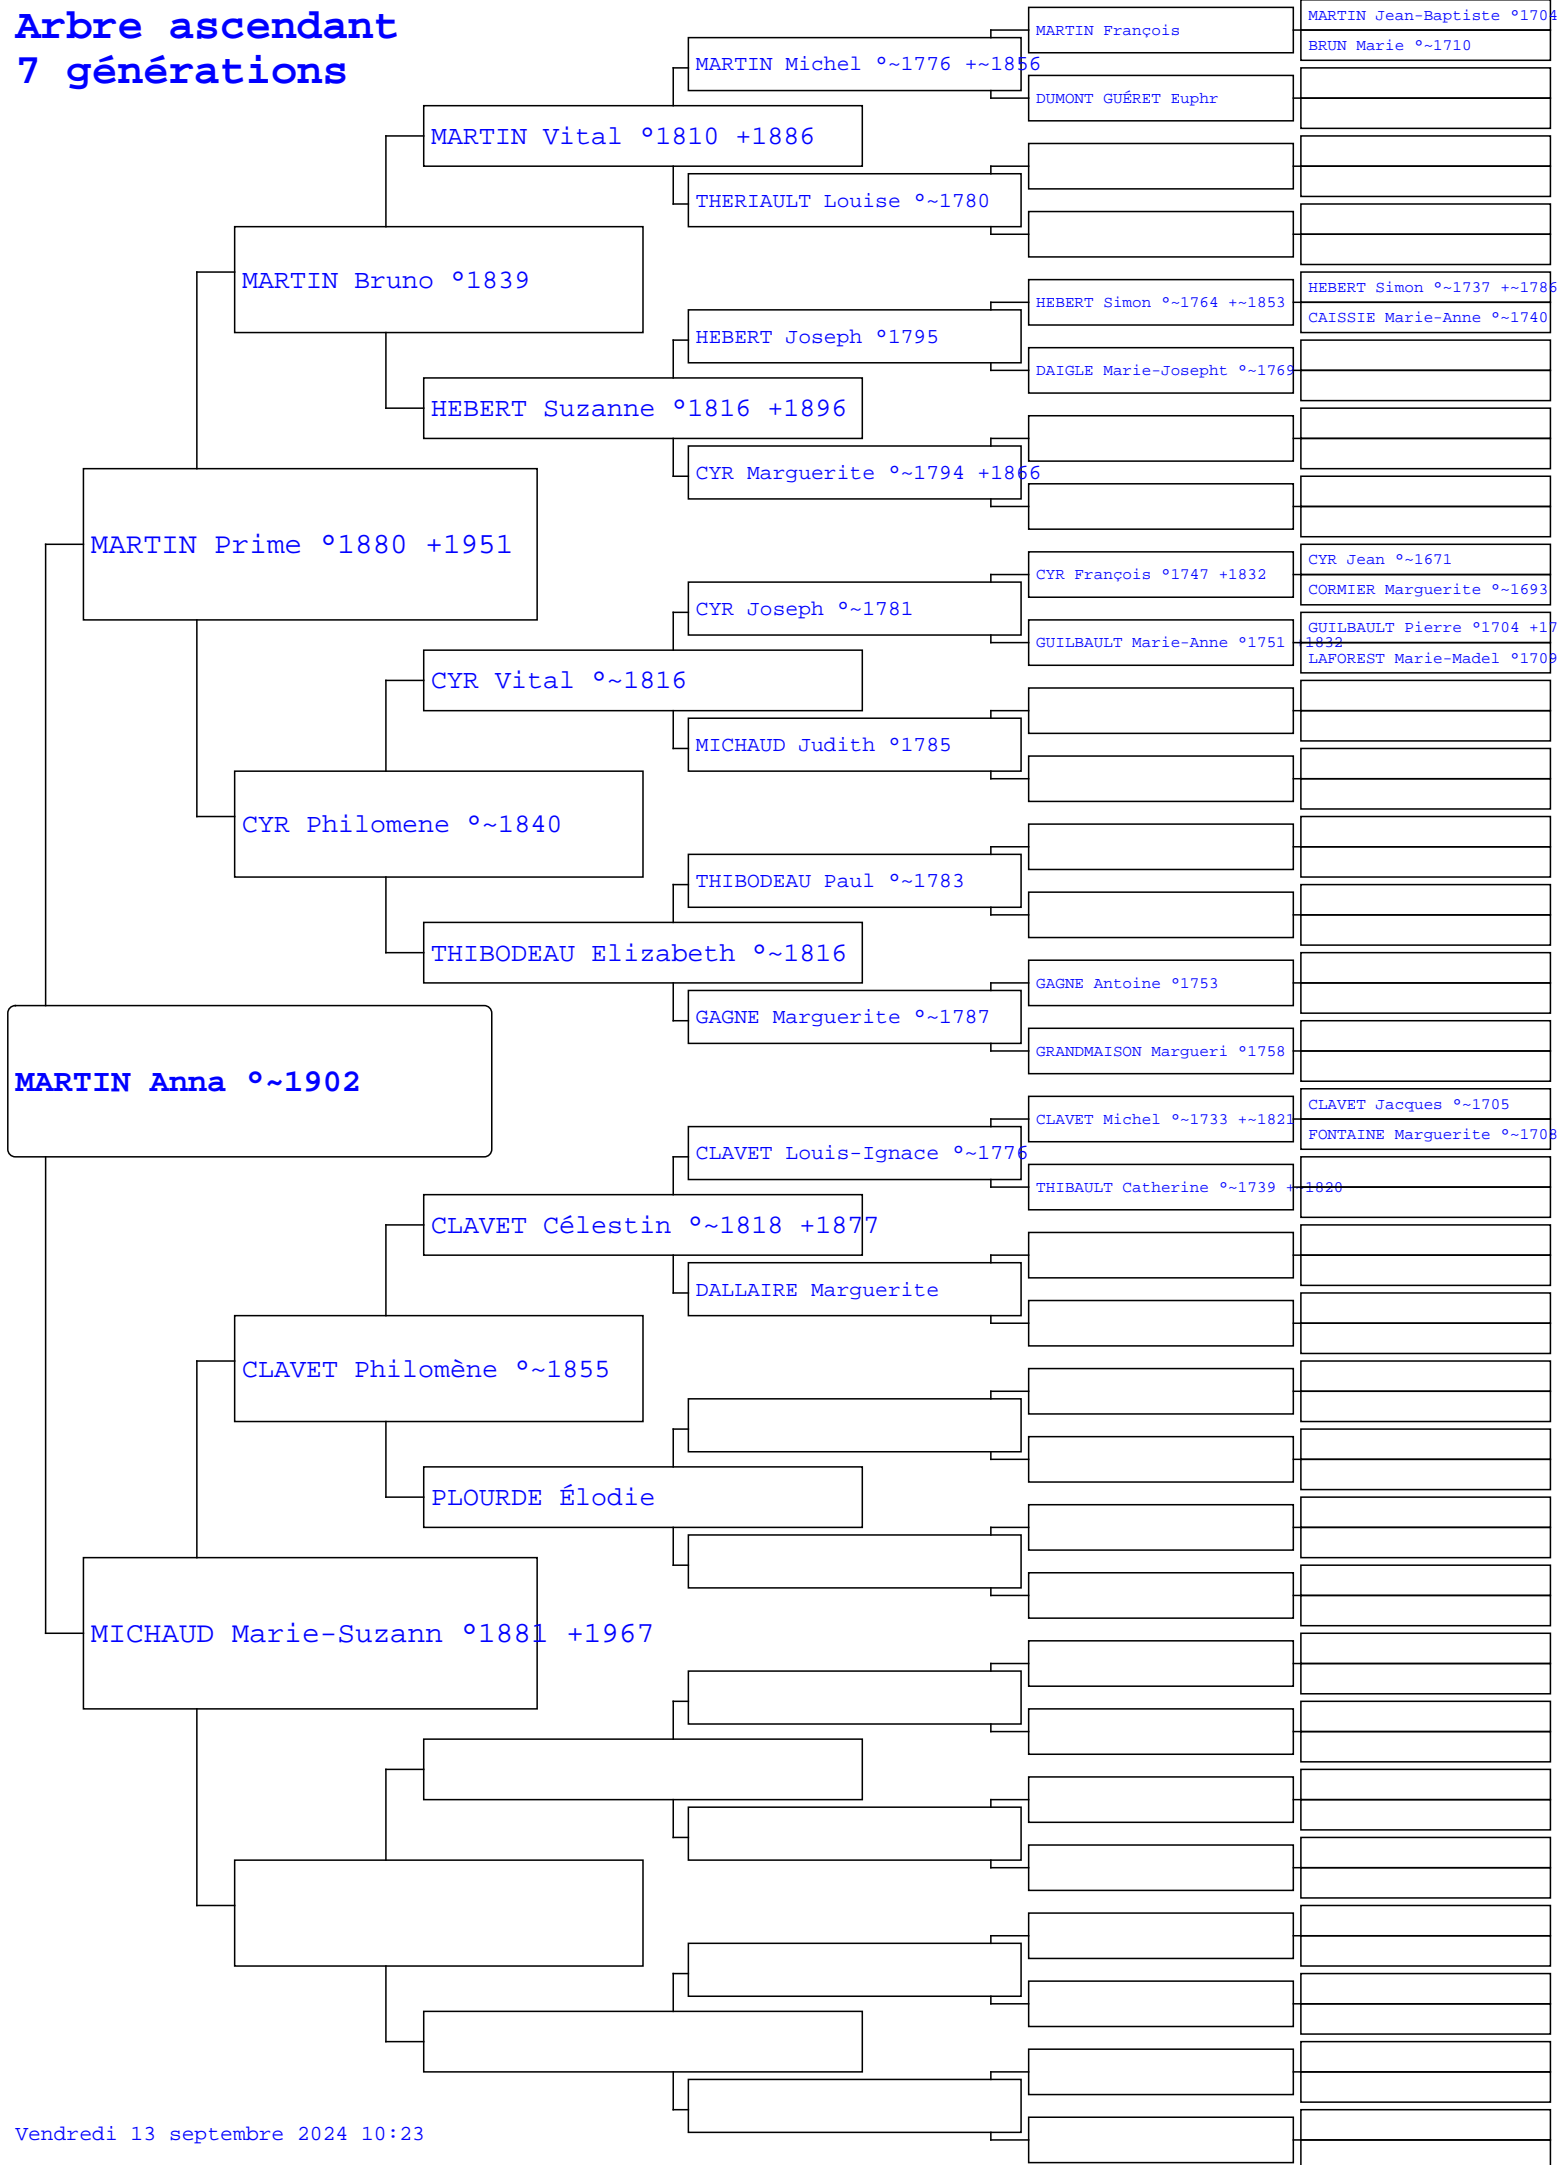 Arbre ascendant
7 générations
MARTIN Jean-Baptiste °1704
MARTIN François
BRUN Marie °~1710
MARTIN Michel °~1776 +~1856
DUMONT GUÉRET Euphr
MARTIN Vital °1810 +1886
THERIAULT Louise °~1780
MARTIN Bruno °1839
HEBERT Simon °~1737 +~1786
HEBERT Simon °~1764 +~1853
CAISSIE Marie-Anne °~1740
HEBERT Joseph °1795
DAIGLE Marie-Josepht °~1769
HEBERT Suzanne °1816 +1896
CYR Marguerite °~1794 +1866
MARTIN Prime °1880 +1951
CYR Jean °~1671
CYR François °1747 +1832
CORMIER Marguerite °~1693
CYR Joseph °~1781
GUILBAULT Pierre °1704 +17
GUILBAULT Marie-Anne °1751 +1832
LAFOREST Marie-Madel °1709
CYR Vital °~1816
MICHAUD Judith °1785
CYR Philomene °~1840
THIBODEAU Paul °~1783
THIBODEAU Elizabeth °~1816
GAGNE Antoine °1753
GAGNE Marguerite °~1787
GRANDMAISON Margueri °1758
MARTIN Anna °~1902
CLAVET Jacques °~1705
CLAVET Michel °~1733 +~1821
FONTAINE Marguerite °~1708
CLAVET Louis-Ignace °~1776
THIBAULT Catherine °~1739 +~1820
CLAVET Célestin °~1818 +1877
DALLAIRE Marguerite
CLAVET Philomène °~1855
PLOURDE Élodie
MICHAUD Marie-Suzann °1881 +1967
Vendredi 13 septembre 2024 10:23